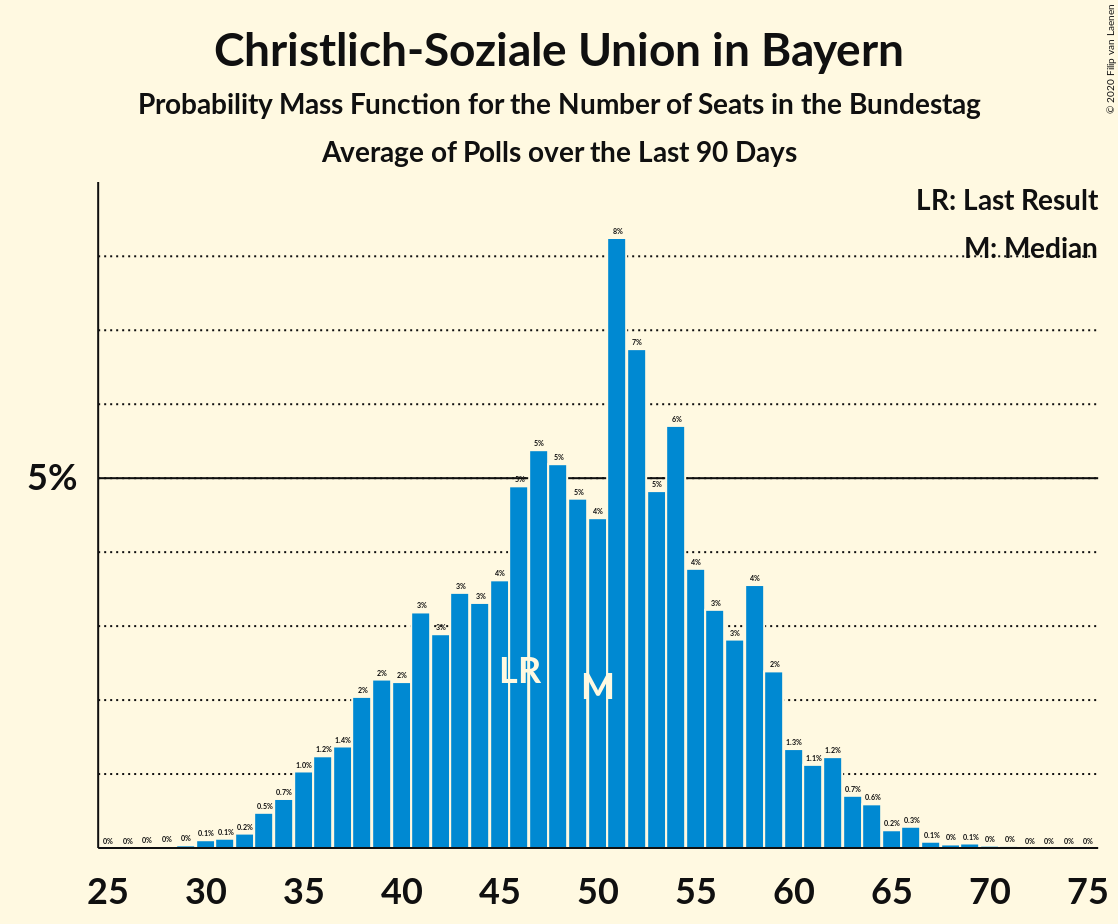 Christlich-Soziale Union in Bayern
Probability Mass Function for the Number of Seats in the Bundestag
Average of Polls over the Last 90 Days
© 2020 Filip van Laenen
LR: Last Result
M: Median
5%
0% 0% 0% 0% 0% 0.1% 0.1% 0.2% 0.5% 0.7% 1.0% 1.2% 1.4% 2% 2% 2% 3% 3% 3% 3% 4% 5% 5% 5% 5% 4% 8% 7% 5% 6% 4% 3% 3% 4% 2% 1.3% 1.1% 1.2% 0.7% 0.6% 0.2% 0.3% 0.1% 0% 0.1% 0% 0% 0% 0% 0% 0%
LR M
25 30 35 40 45 50 55 60 65 70 75